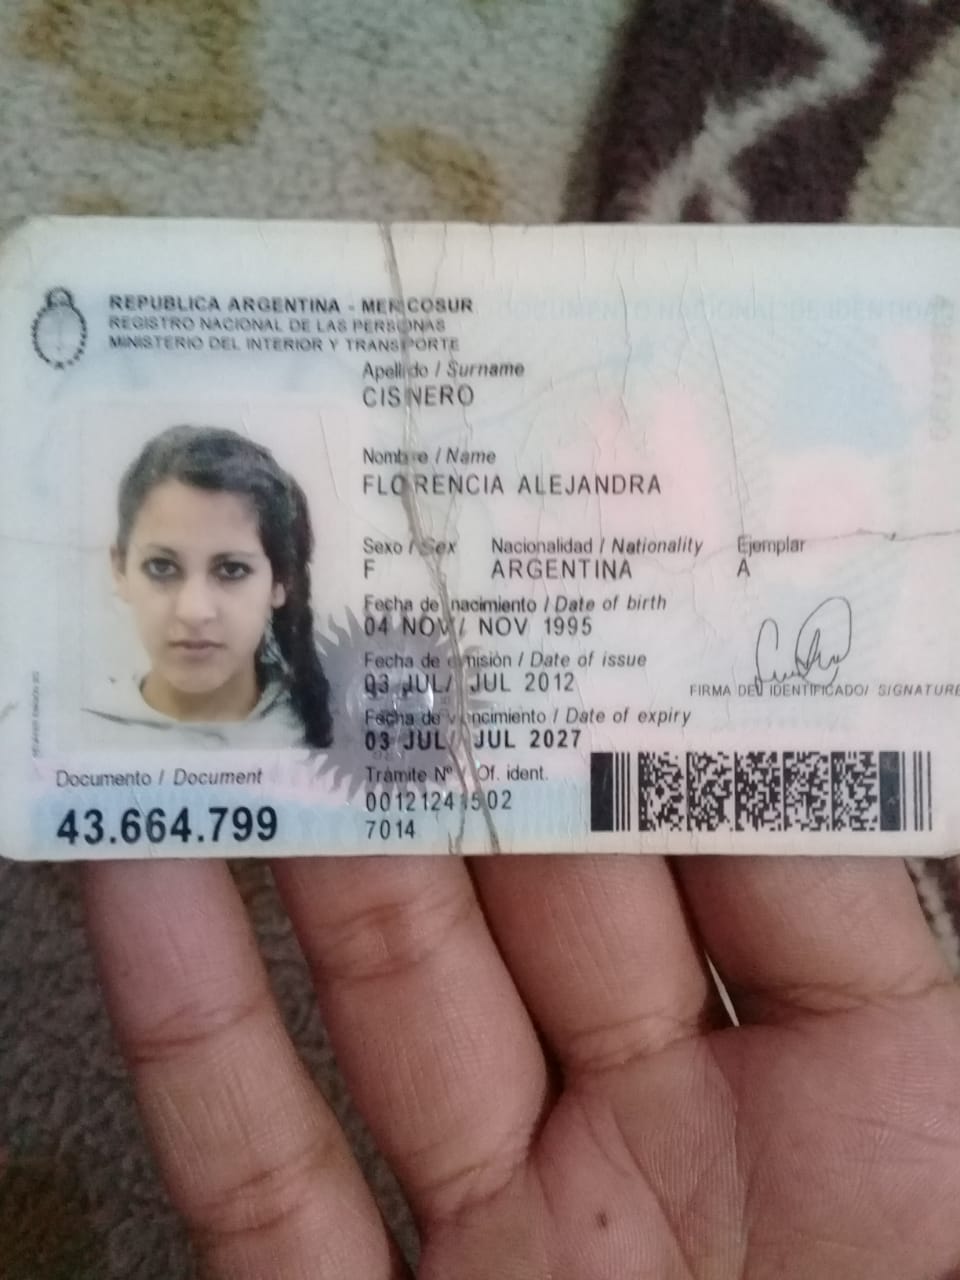 REPUBLICA ARGENTINA - MERCOSUR
REGISTRO NACIONAL DE LAS PERSONAS
MINISTERIO DEL INTERIOR Y TRANSPORTE
DOCUMENTO NACIONAL DE IDENTIDAD
Apellido / Surname
CISNERO
Nombre / Name
FLORENCIA ALEJANDRA
Sexo / Sex Nacionalidad / Nationality Ejemplar
F ARGENTINA A
Fecha de nacimiento / Date of birth
04 NOV/ NOV 1995
Fecha de emisión / Date of issue
03 JUL/ JUL 2012
FIRMA DEL IDENTIFICADO/ SIGNATURE
Fecha de vencimiento / Date of expiry
03 JUL/ JUL 2027
Documento / Document
43.664.799
Trámite Nº / Of. ident.
00121241502
7014